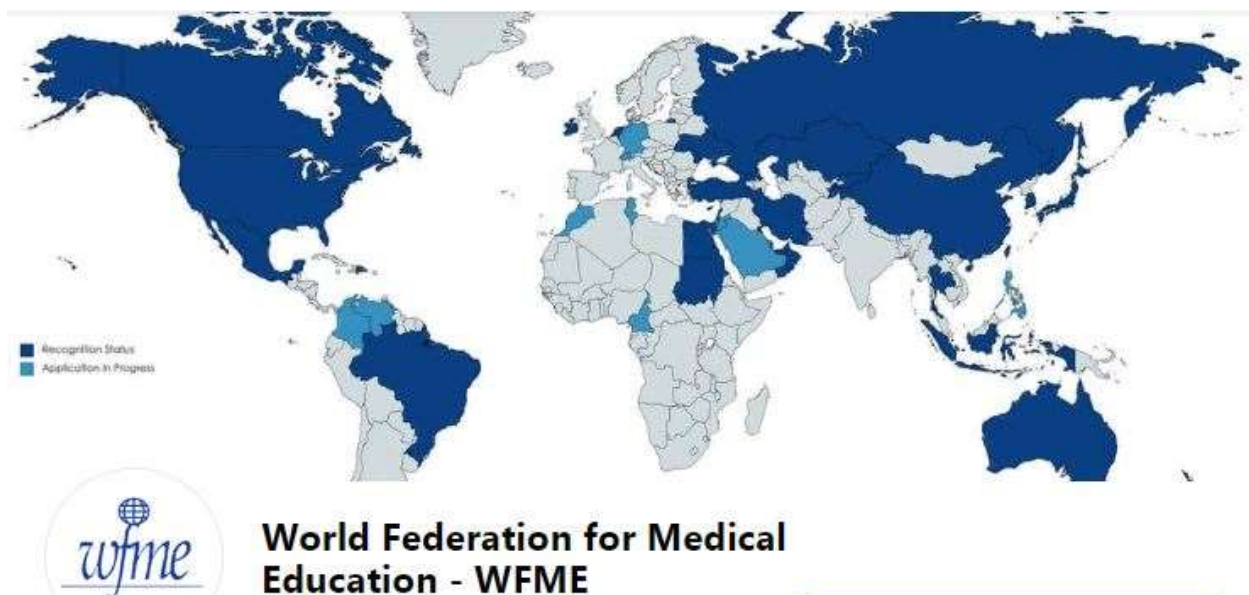 Recognition Status
Application In Progress
wfme
World Federation for Medical
Education - WFME